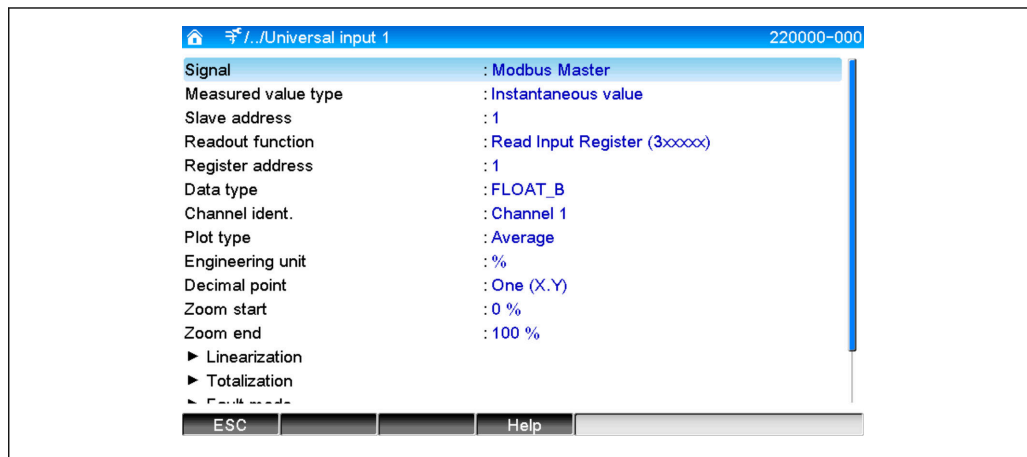 /../Universal input 1 220000-000
Signal : Modbus Master
Measured value type : Instantaneous value
Slave address : 1
Readout function : Read Input Register (3xxxxx)
Register address : 1
Data type : FLOAT_B
Channel ident. : Channel 1
Plot type : Average
Engineering unit : %
Decimal point : One (X.Y)
Zoom start : 0 %
Zoom end : 100 %
► Linearization
► Totalization
► Fault mode
ESC Help